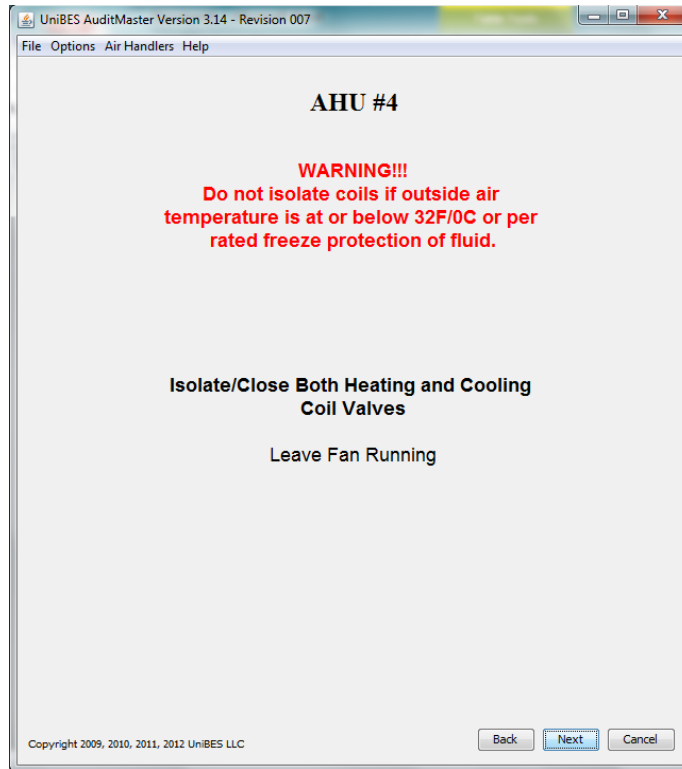 UniBES AuditMaster Version 3.14 - Revision 007
File Options Air Handlers Help
AHU #4
WARNING!!!
Do not isolate coils if outside air
temperature is at or below 32F/0C or per
rated freeze protection of fluid.
Isolate/Close Both Heating and Cooling
Coil Valves
Leave Fan Running
Copyright 2009, 2010, 2011, 2012 UniBES LLC
Back Next Cancel